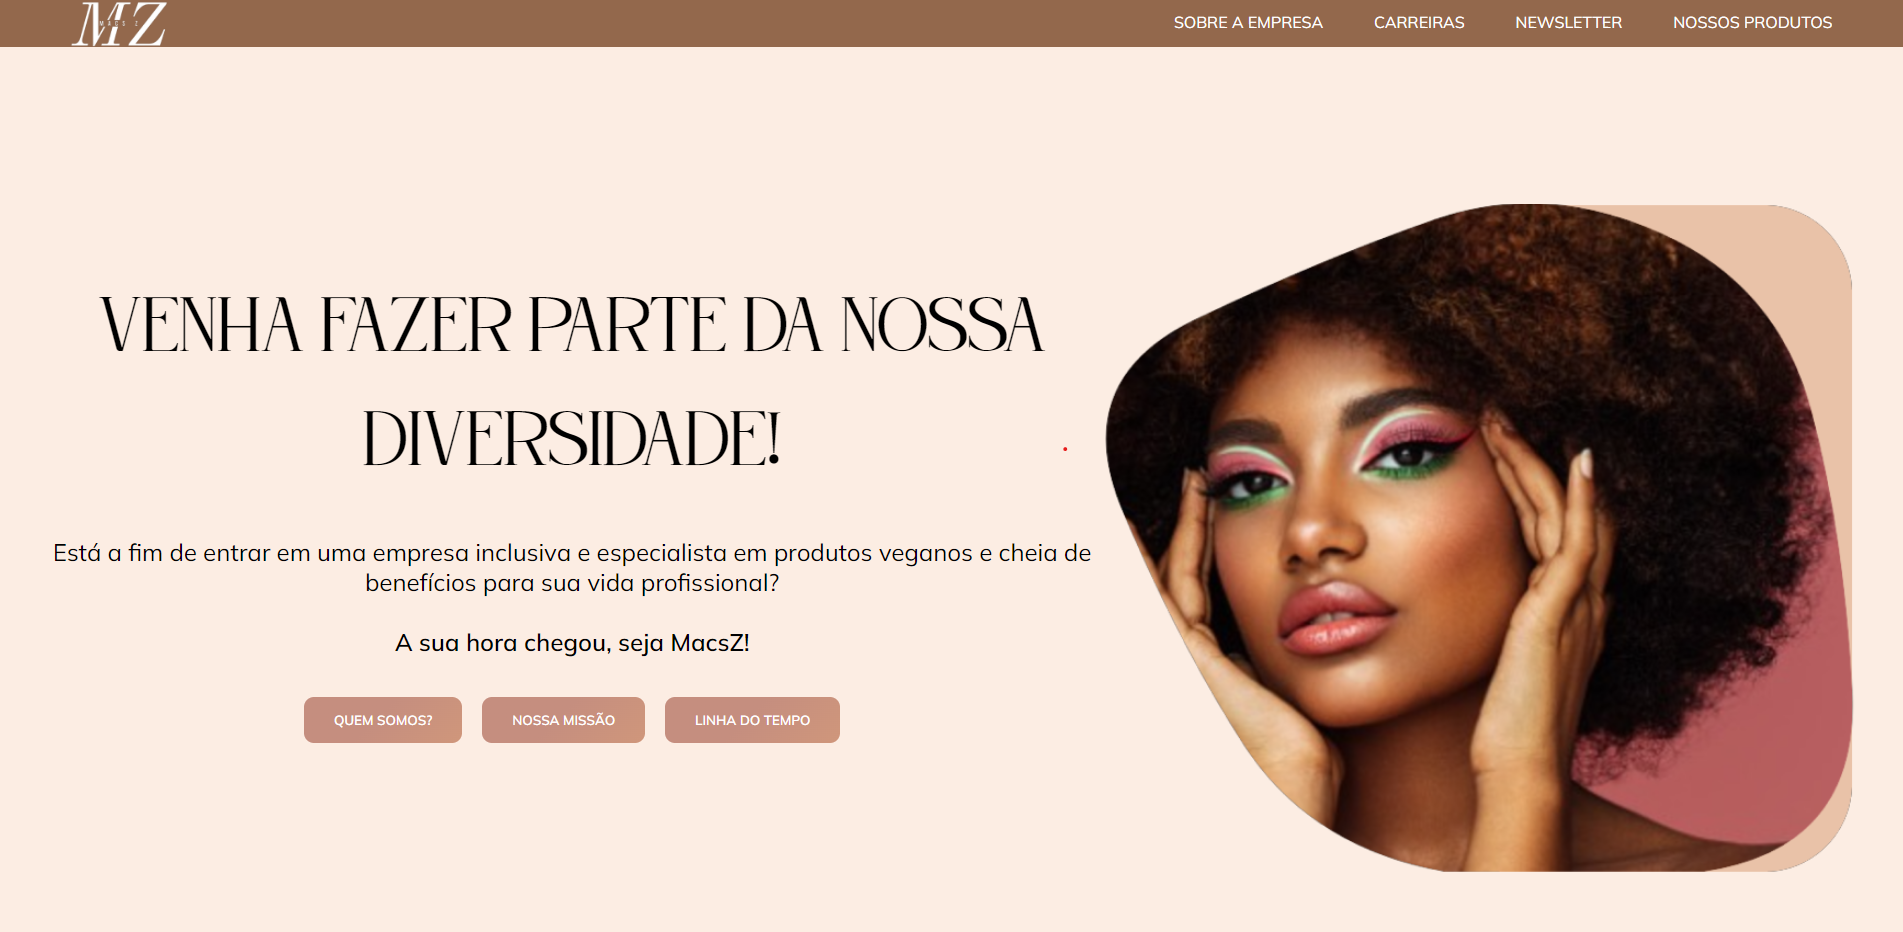 MZ
MACS Z
SOBRE A EMPRESA CARREIRAS NEWSLETTER NOSSOS PRODUTOS
VENHA FAZER PARTE DA NOSSA
DIVERSIDADE!
Está a fim de entrar em uma empresa inclusiva e especialista em produtos veganos e cheia de
benefícios para sua vida profissional?
A sua hora chegou, seja MacsZ!
QUEM SOMOS? NOSSA MISSÃO LINHA DO TEMPO